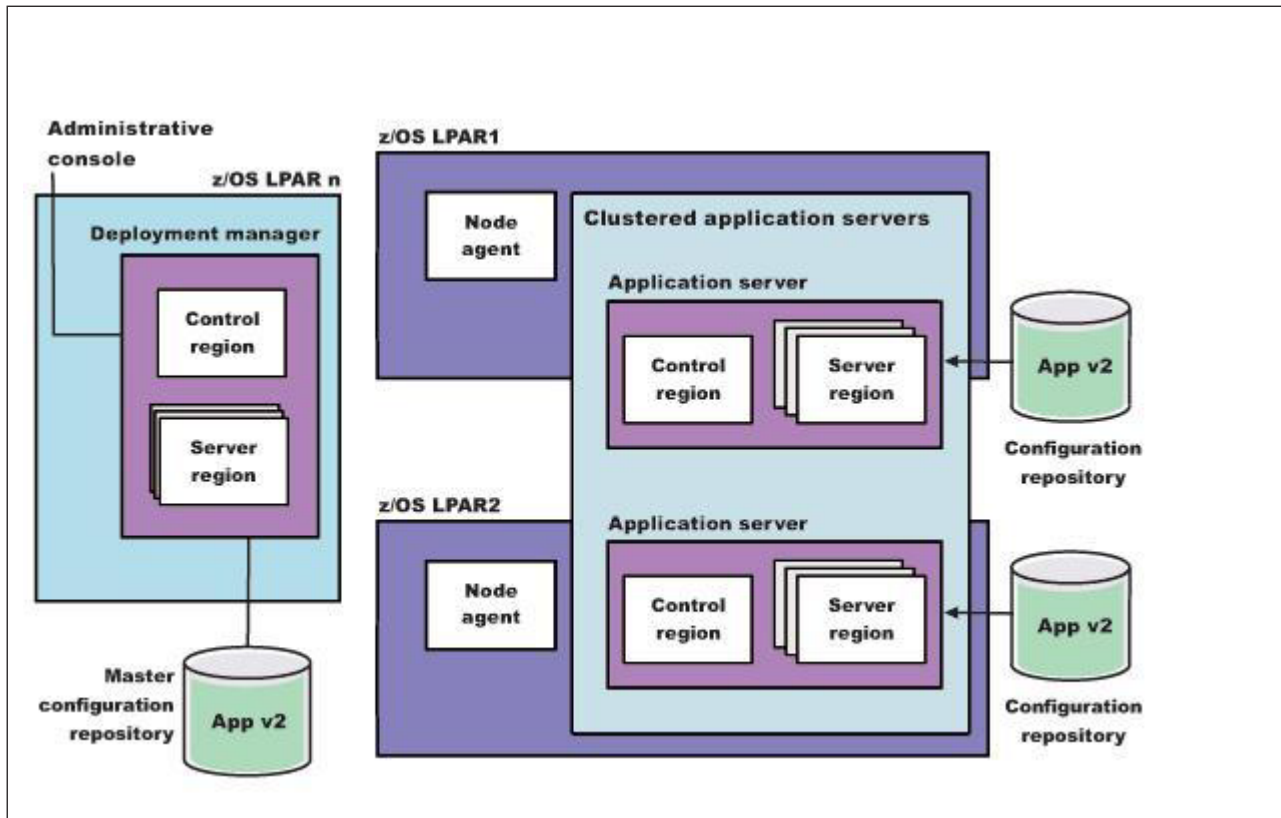 Administrative
console
z/OS LPAR n
Deployment manager
Control
region
Server
region
Master
configuration
repository
App v2
z/OS LPAR1
Node
agent
Clustered application servers
Application server
Control
region
Server
region
App v2
Configuration
repository
z/OS LPAR2
Node
agent
Application server
Control
region
Server
region
App v2
Configuration
repository